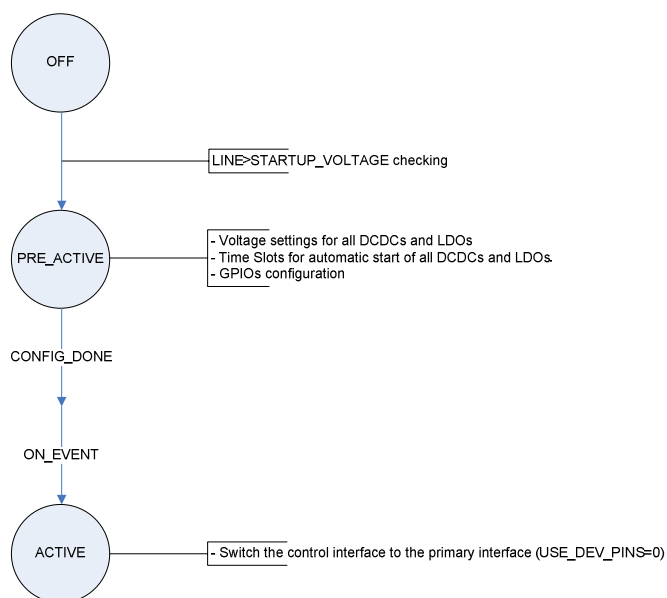 OFF
LINE>STARTUP_VOLTAGE checking
PRE_ACTIVE
- Voltage settings for all DCDCs and LDOs
- Time Slots for automatic start of all DCDCs and LDOs.
- GPIOs configuration
CONFIG_DONE
ON_EVENT
ACTIVE
- Switch the control interface to the primary interface (USE_DEV_PINS=0)